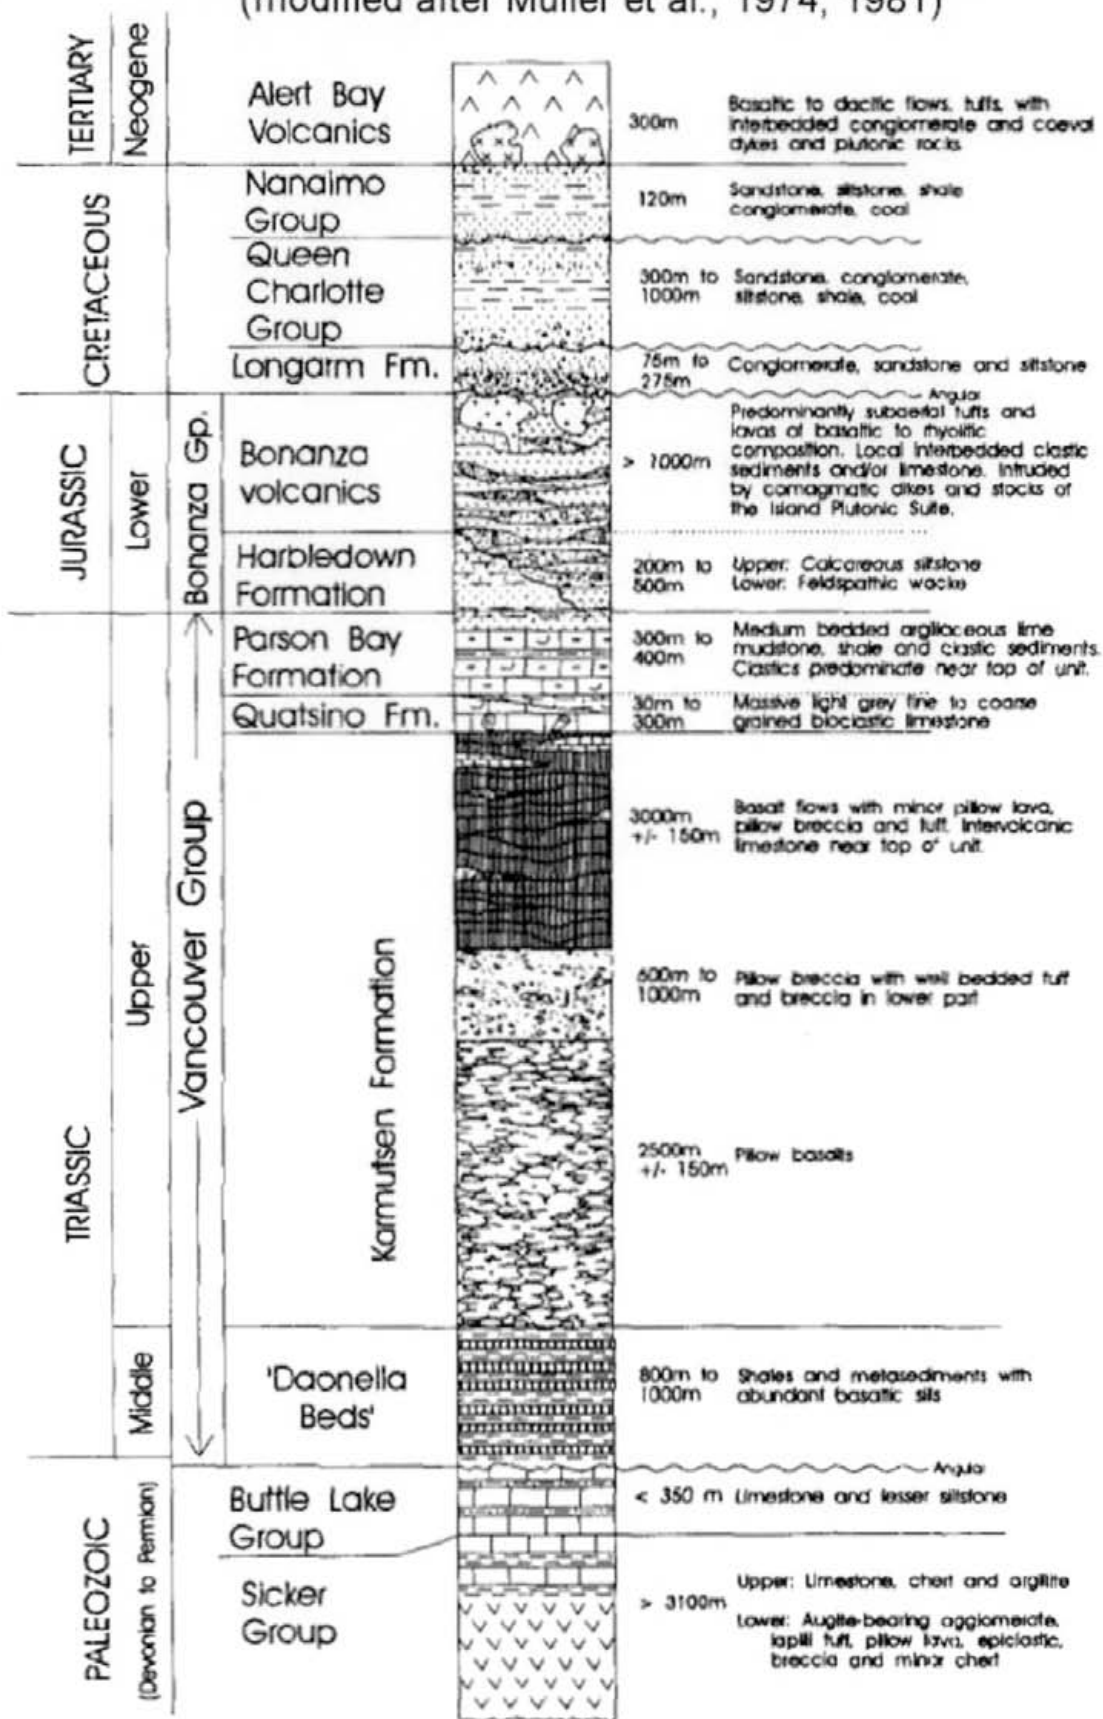 (modified after Muller et al., 1974, 1981)
TERTIARY
Neogene
Alert Bay
Volcanics
300m
Basaltic to dacitic flows, tuffs, with
interbedded conglomerate and coeval
dykes and plutonic rocks
CRETACEOUS
Nanaimo
Group
120m
Sandstone, siltstone, shale
conglomerate, coal
Queen
Charlotte
Group
300m to
1000m
Sandstone, conglomerate,
siltstone, shale, coal
Longarm Fm.
75m to
275m
Conglomerate, sandstone and siltstone
Angular
JURASSIC
Lower
Bonanza Gp.
Bonanza
volcanics
> 1000m
Predominantly subaerial tuffs and
lavas of basaltic to rhyolitic
composition. Local interbedded clastic
sediments and/or limestone. Intruded
by comagmatic dikes and stocks of
the Island Plutonic Suite.
Harbledown
Formation
200m to
500m
Upper: Calcareous siltstone
Lower: Feldspathic wacke
TRIASSIC
Upper
Vancouver Group
Parson Bay
Formation
300m to
400m
Medium bedded argillaceous lime
mudstone, shale and clastic sediments.
Clastics predominate near top of unit.
Quatsino Fm.
30m to
300m
Massive light grey fine to coarse
grained bioclastic limestone
Karmutsen Formation
3000m
+/- 150m
Basalt flows with minor pillow lava,
pillow breccia and tuff. Intervolcanic
limestone near top of unit
600m to
1000m
Pillow breccia with well bedded tuff
and breccia in lower part
2500m
+/- 150m
Pillow basalts
Middle
'Daonella
Beds'
800m to
1000m
Shales and metasediments with
abundant basaltic sills
Angular
PALEOZOIC
(Devonian to Permian)
Buttle Lake
Group
< 350 m
Limestone and lesser siltstone
Sicker
Group
> 3100m
Upper: Limestone, chert and argillite
Lower: Augite-bearing agglomerate,
lapilli tuff, pillow lava, epiclastic,
breccia and minor chert